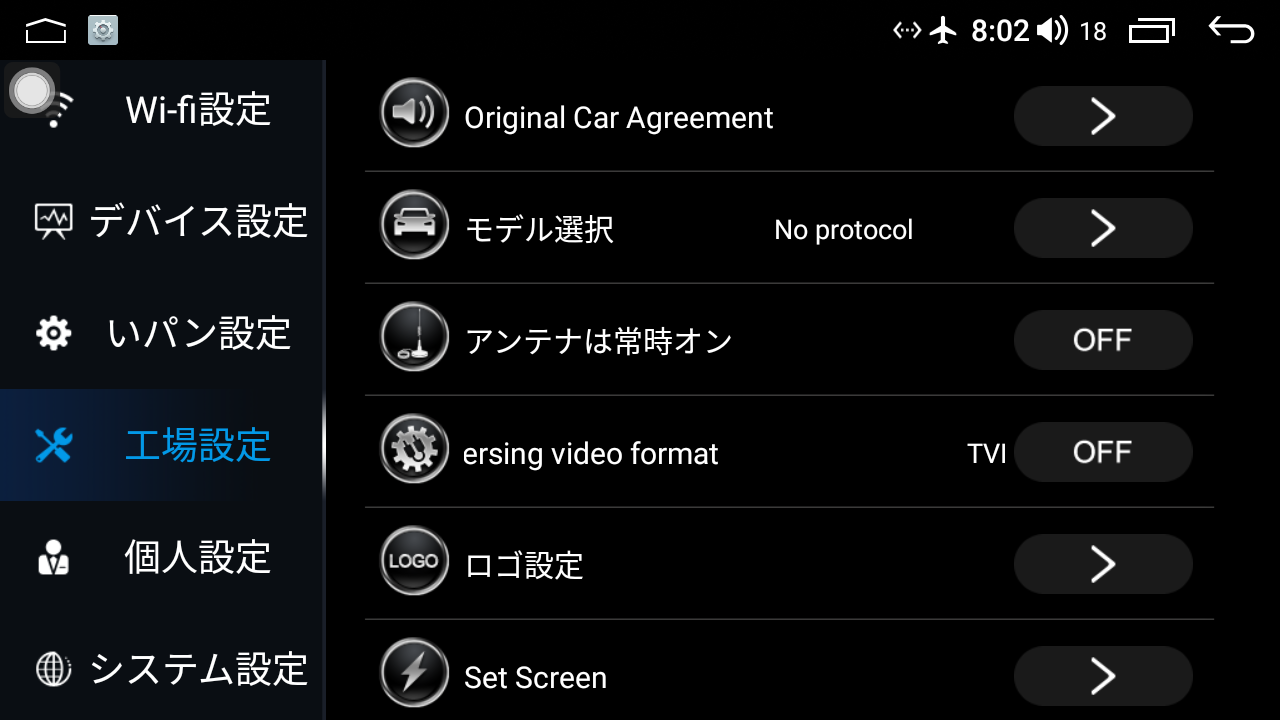 8:02 18
Wi-fi設定
デバイス設定
いパン設定
工場設定
個人設定
システム設定
Original Car Agreement
モデル選択 No protocol
アンテナは常時オン OFF
ersing video format TVI OFF
LOGO ロゴ設定
Set Screen